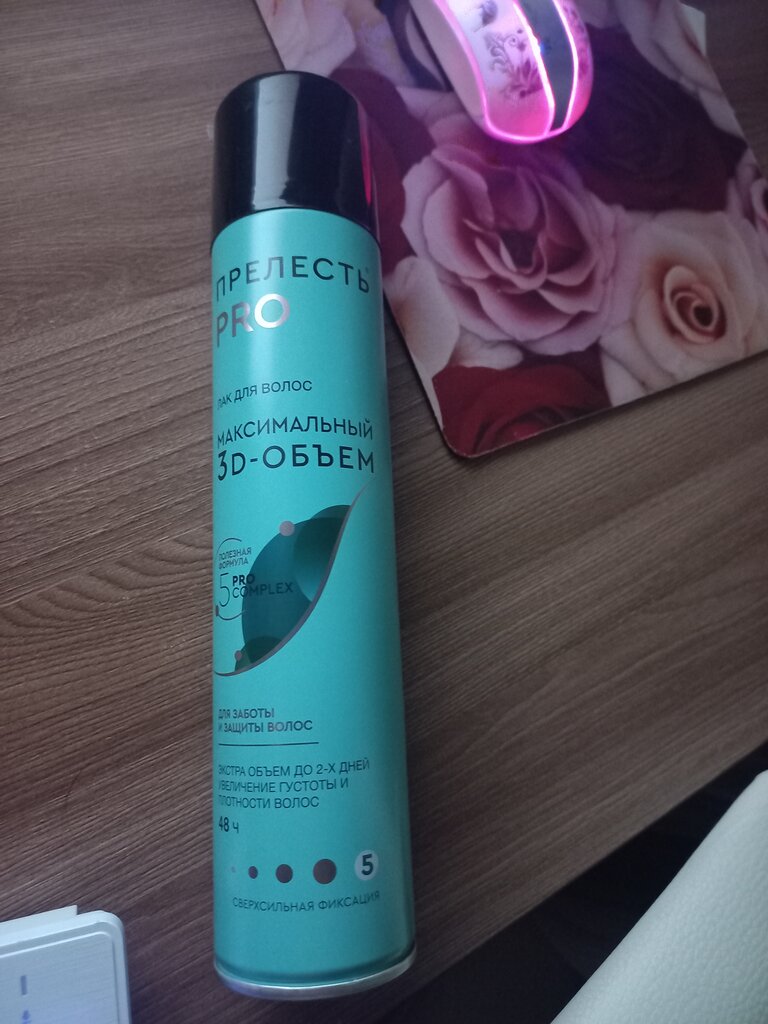 ПРЕЛЕСТЬ®
PRO
ЛАК ДЛЯ ВОЛОС
МАКСИМАЛЬНЫЙ
3D-ОБЪЕМ
ПОЛЕЗНАЯ
ФОРМУЛА
5 PRO
COMPLEX
ДЛЯ ЗАБОТЫ
И ЗАЩИТЫ ВОЛОС
ЭКСТРА ОБЪЕМ ДО 2-Х ДНЕЙ
УВЕЛИЧЕНИЕ ГУСТОТЫ И
ПЛОТНОСТИ ВОЛОС
48 Ч
5
СВЕРХСИЛЬНАЯ ФИКСАЦИЯ